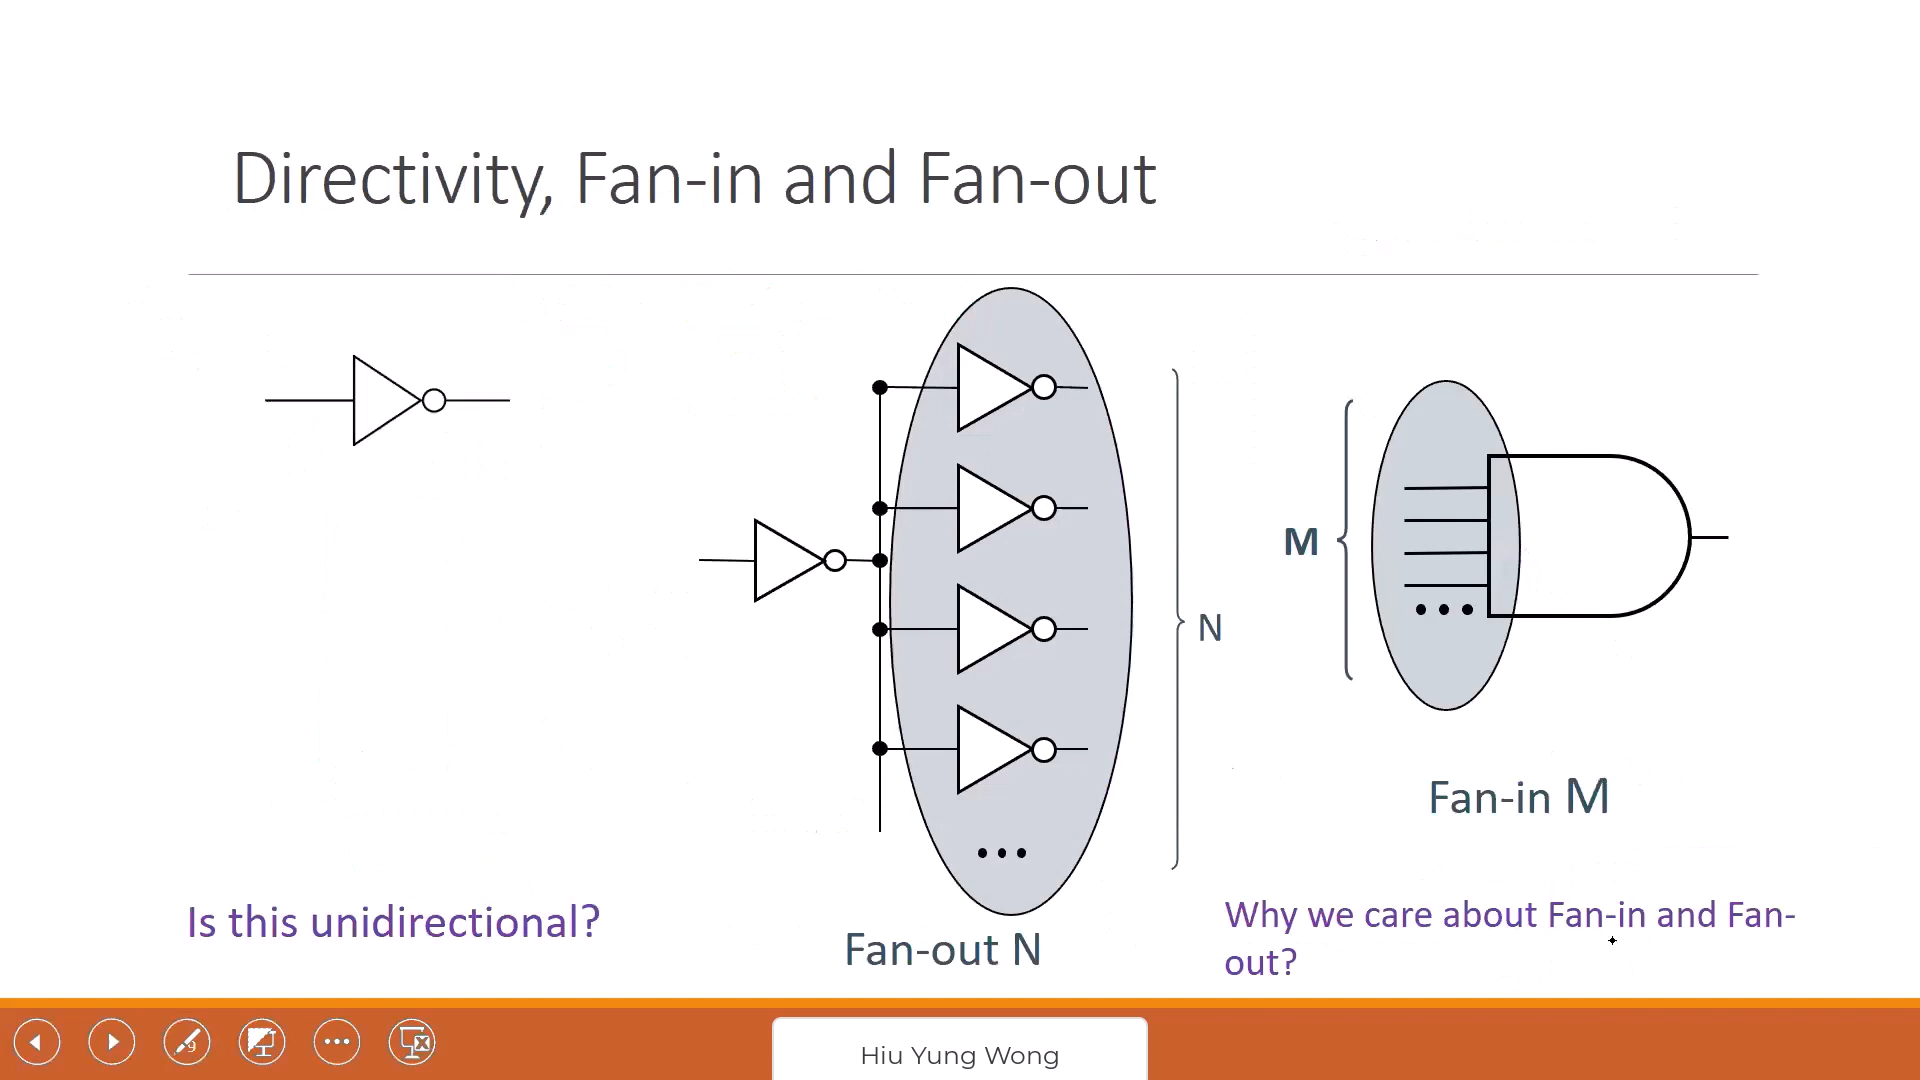 Directivity, Fan-in and Fan-out
N
M
Fan-in M
Is this unidirectional?
Fan-out N
Why we care about Fan-in and Fan-
out?
9
Hiu Yung Wong